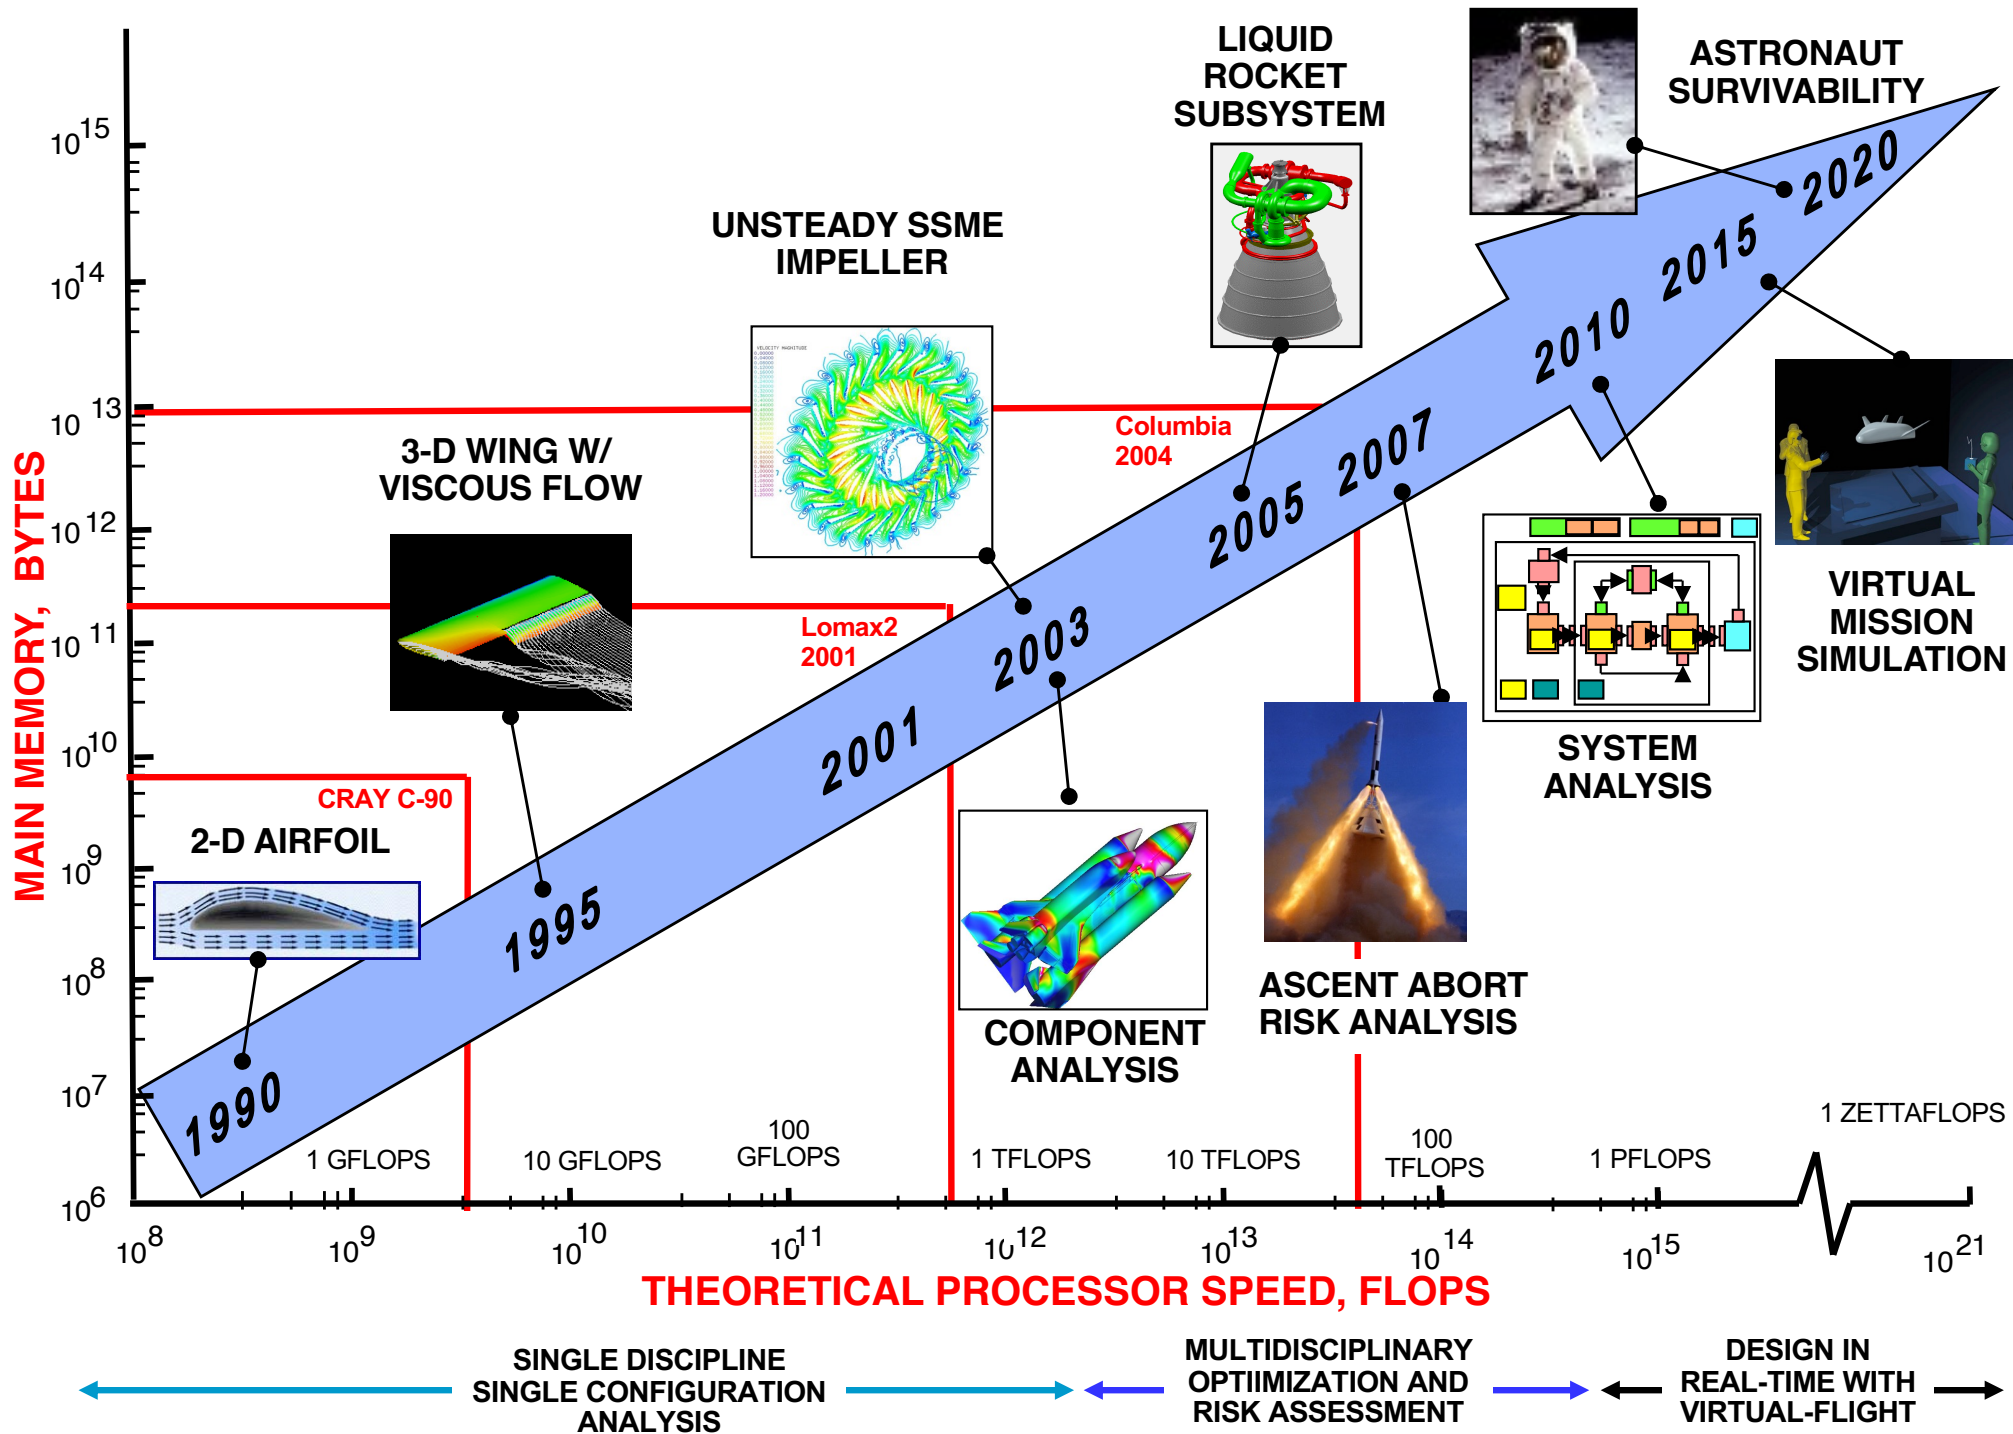 LIQUID
ROCKET
SUBSYSTEM
ASTRONAUT
SURVIVABILITY
UNSTEADY SSME
IMPELLER
VELOCITY MAGNITUDE
3-D WING W/
VISCOUS FLOW
Columbia
2004
Lomax2
2001
CRAY C-90
2-D AIRFOIL
1990
1995
2001
2003
2005
2007
2010
2015
2020
VIRTUAL
MISSION
SIMULATION
SYSTEM
ANALYSIS
ASCENT ABORT
RISK ANALYSIS
COMPONENT
ANALYSIS
MAIN MEMORY, BYTES
10^15
10^14
10^13
10^12
10^11
10^10
10^9
10^8
10^7
10^6
1 GFLOPS
10 GFLOPS
100
GFLOPS
1 TFLOPS
10 TFLOPS
100
TFLOPS
1 PFLOPS
1 ZETTAFLOPS
10^8
10^9
10^10
10^11
10^12
10^13
10^14
10^15
10^21
THEORETICAL PROCESSOR SPEED, FLOPS
SINGLE DISCIPLINE
SINGLE CONFIGURATION
ANALYSIS
MULTIDISCIPLINARY
OPTIIMIZATION AND
RISK ASSESSMENT
DESIGN IN
REAL-TIME WITH
VIRTUAL-FLIGHT